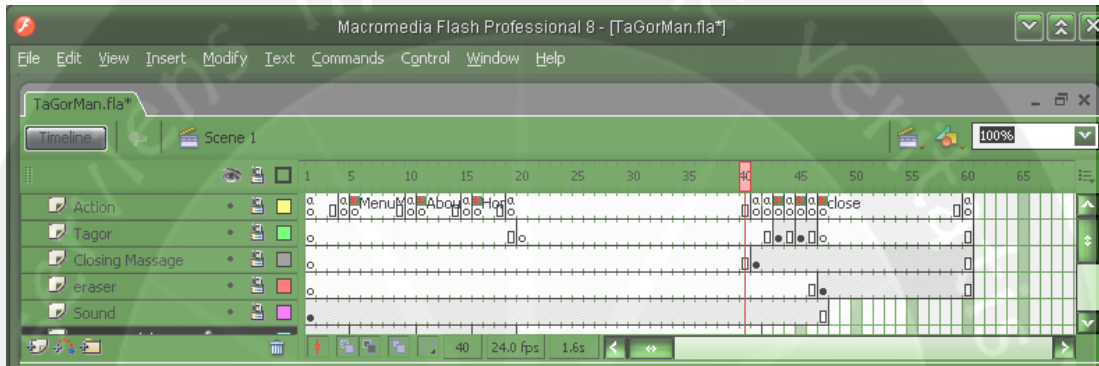 Macromedia Flash Professional 8 - [TaGorMan.fla*]
File Edit View Insert Modify Text Commands Control Window Help
TaGorMan.fla*
Timeline Scene 1 100%
1 5 10 15 20 25 30 35 40 45 50 55 60 65
Action Menu Abou Hor close
Tagor
Closing Massage
eraser
Sound
40 24.0 fps 1.6s